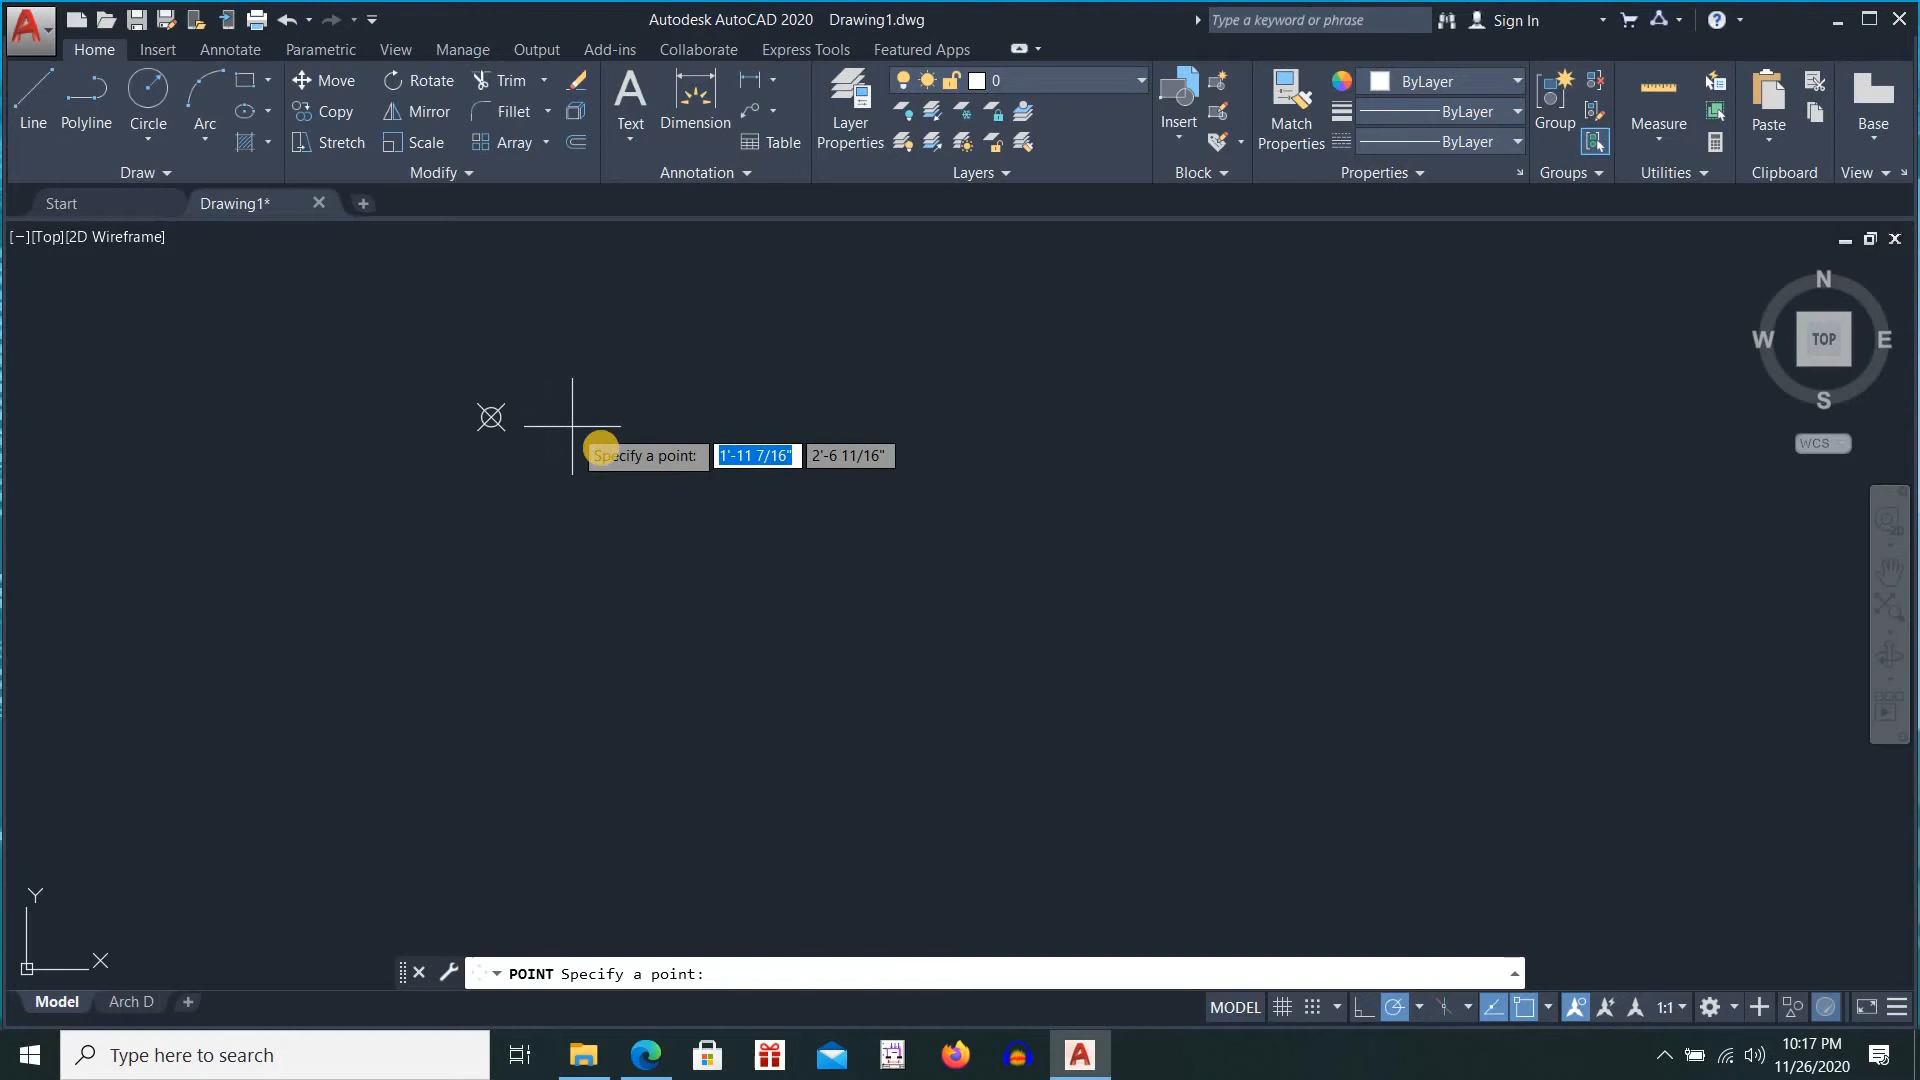 Autodesk AutoCAD 2020 Drawing1.dwg
Type a keyword or phrase
Sign In
Home Insert Annotate Parametric View Manage Output Add-ins Collaborate Express Tools Featured Apps
Line Polyline Circle Arc
Draw
Move Rotate Trim
Copy Mirror Fillet
Stretch Scale Array
Modify
Text Dimension Table
Annotation
Layer
Properties
0
Layers
Insert
Block
Match
Properties
ByLayer
ByLayer
ByLayer
Properties
Group
Groups
Measure
Utilities
Paste
Clipboard
Base
View
Start Drawing1*
[−][Top][2D Wireframe]
N
W TOP E
S
WCS
Specify a point: 1'-11 7/16" 2'-6 11/16"
Y
X
POINT Specify a point:
Model Arch D
MODEL 1:1
Type here to search
10:17 PM
11/26/2020